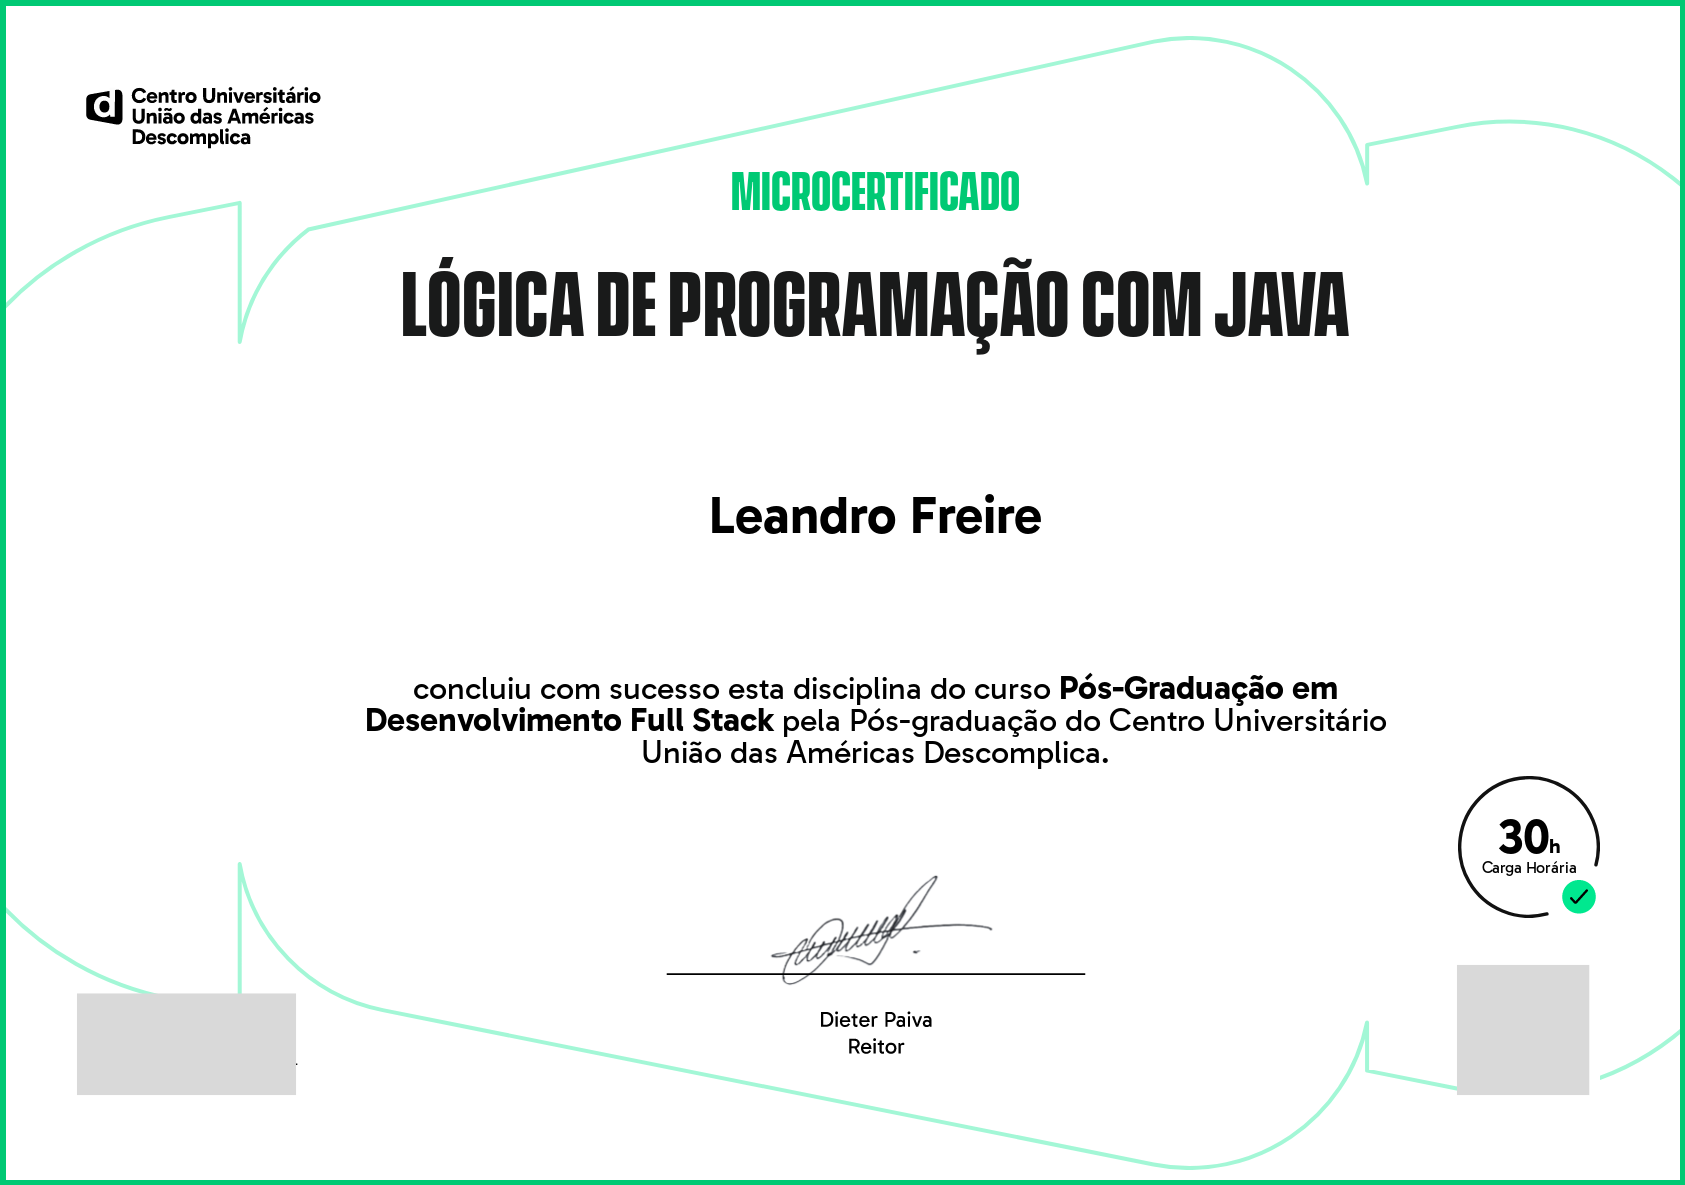 Centro Universitário
União das Américas
Descomplica
MICROCERTIFICADO
LÓGICA DE PROGRAMAÇÃO COM JAVA
Leandro Freire
concluiu com sucesso esta disciplina do curso Pós-Graduação em
Desenvolvimento Full Stack pela Pós-graduação do Centro Universitário
União das Américas Descomplica.
30h
Carga Horária
Dieter Paiva
Reitor